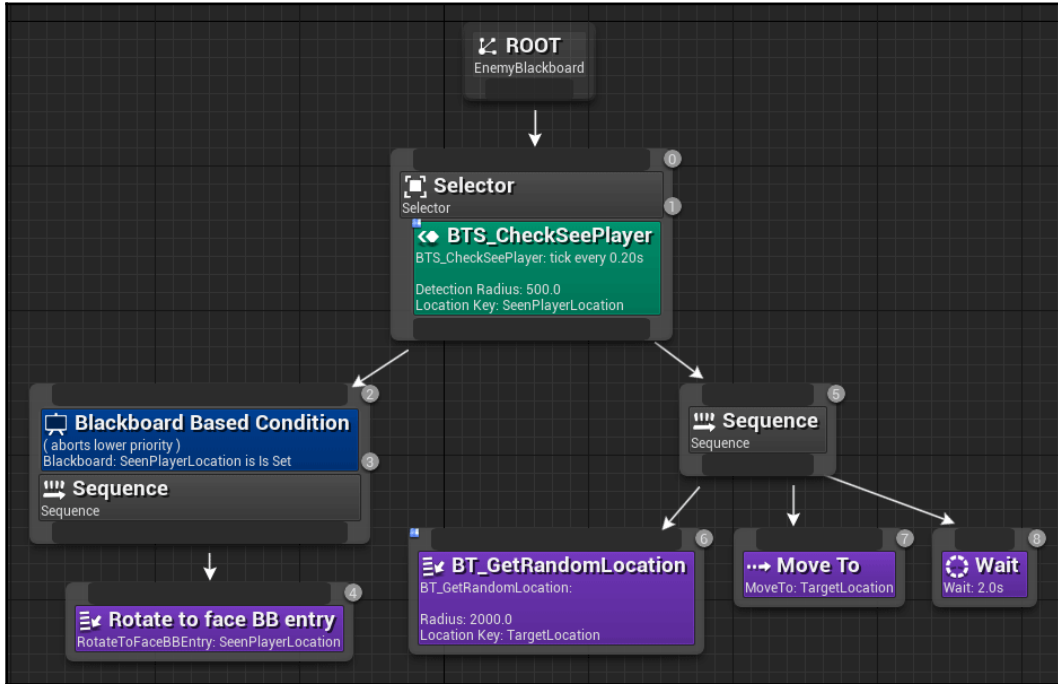 ROOT
EnemyBlackboard
0
Selector
Selector
1
BTS_CheckSeePlayer
BTS_CheckSeePlayer: tick every 0.20s
Detection Radius: 500.0
Location Key: SeenPlayerLocation
2
Blackboard Based Condition
( aborts lower priority )
Blackboard: SeenPlayerLocation is Is Set
3
Sequence
Sequence
5
Sequence
Sequence
4
Rotate to face BB entry
RotateToFaceBBEntry: SeenPlayerLocation
6
BT_GetRandomLocation
BT_GetRandomLocation:
Radius: 2000.0
Location Key: TargetLocation
7
Move To
MoveTo: TargetLocation
8
Wait
Wait: 2.0s